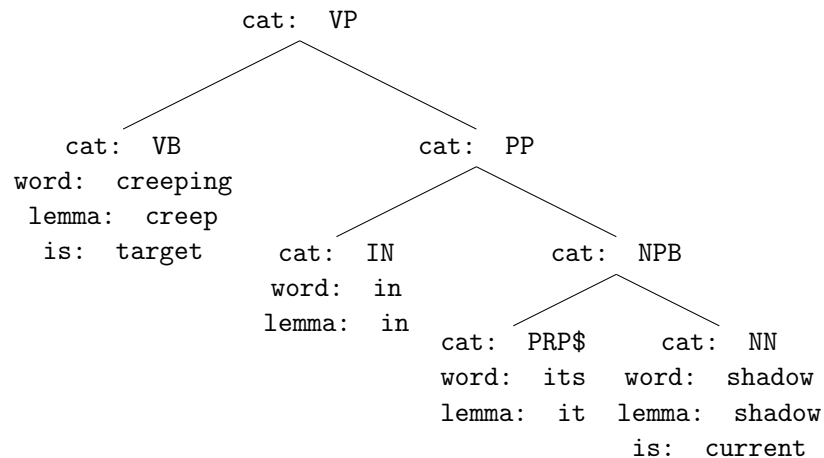 cat: VP
cat: VB
word: creeping
lemma: creep
is: target
cat: PP
cat: IN
word: in
lemma: in
cat: NPB
cat: PRP$
word: its
lemma: it
cat: NN
word: shadow
lemma: shadow
is: current